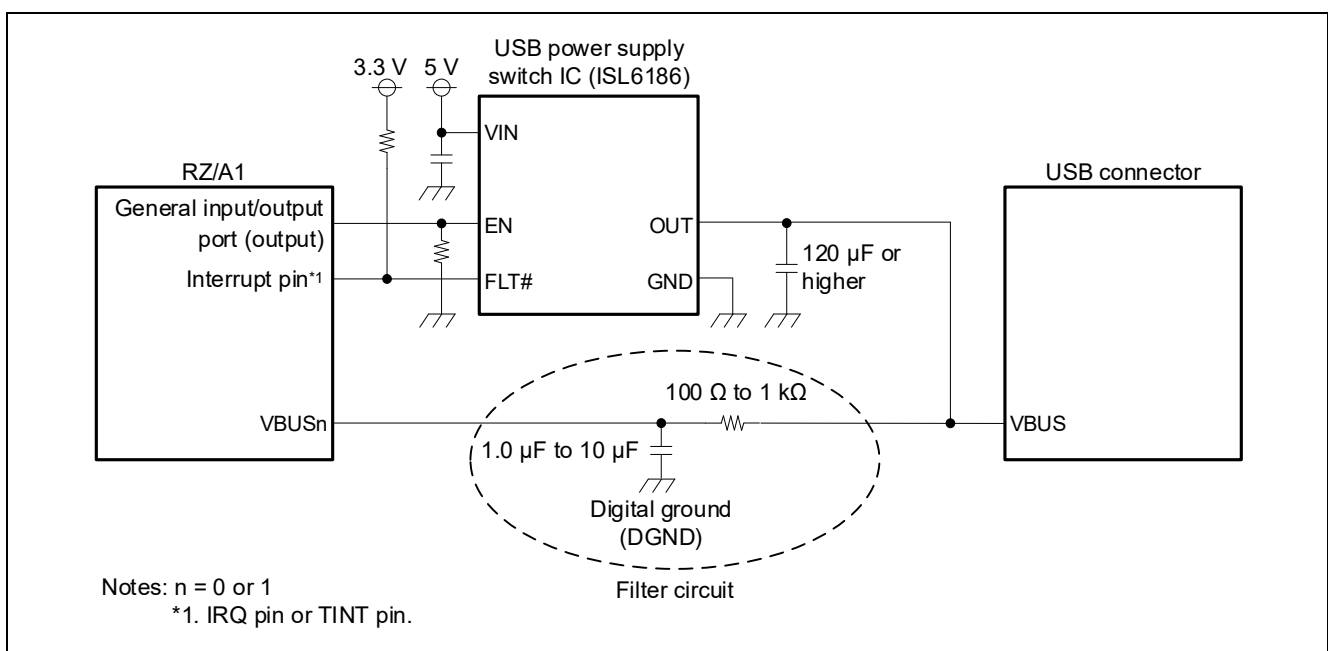 USB power supply
switch IC (ISL6186)
3.3 V
5 V
VIN
RZ/A1
USB connector
General input/output
port (output)
EN
OUT
120 µF or
higher
Interrupt pin*1
FLT#
GND
100 Ω to 1 kΩ
VBUSn
VBUS
1.0 µF to 10 µF
Digital ground
(DGND)
Filter circuit
Notes: n = 0 or 1
*1. IRQ pin or TINT pin.